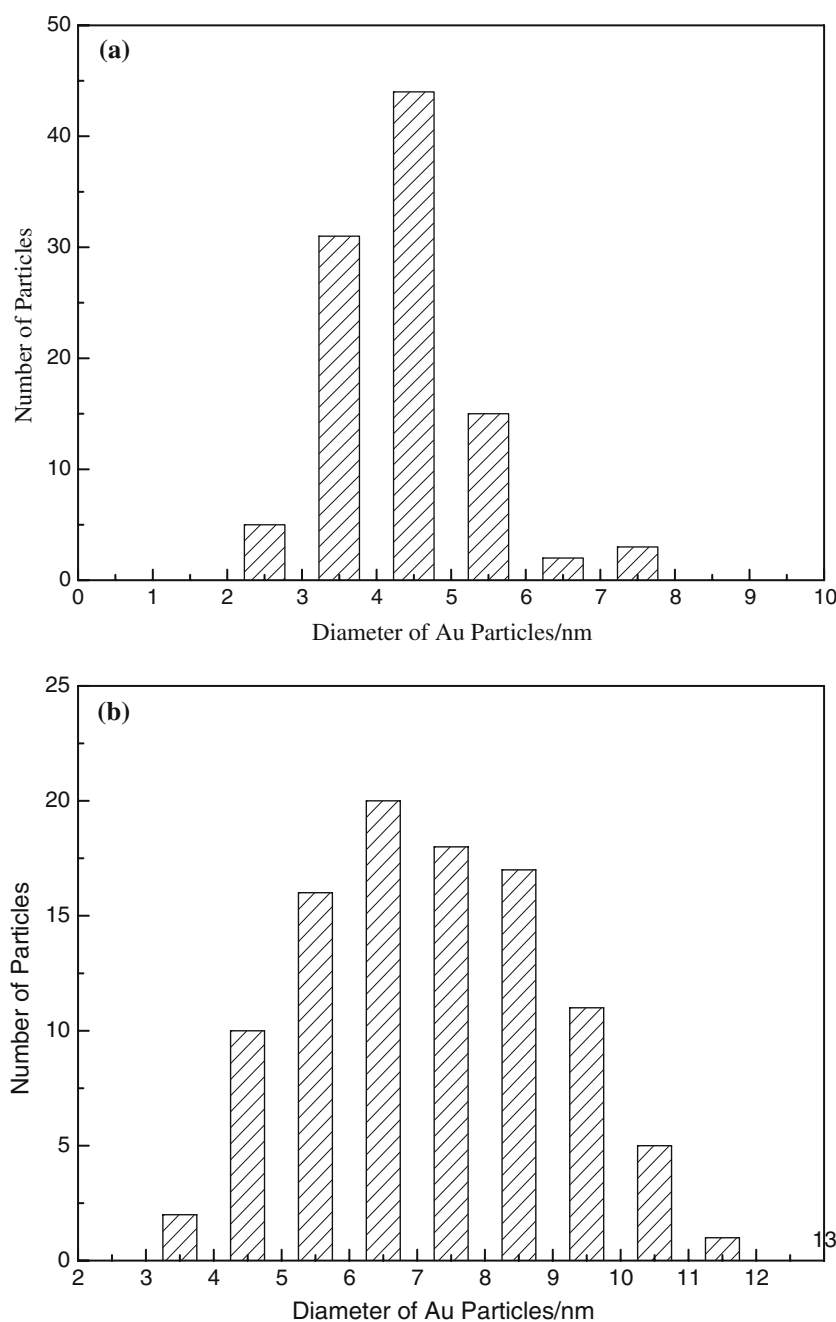 (a)
50
40
30
20
10
0
Number of Particles
0 1 2 3 4 5 6 7 8 9 10
Diameter of Au Particles/nm
(b)
25
20
15
10
5
0
Number of Particles
13
2 3 4 5 6 7 8 9 10 11 12
Diameter of Au Particles/nm